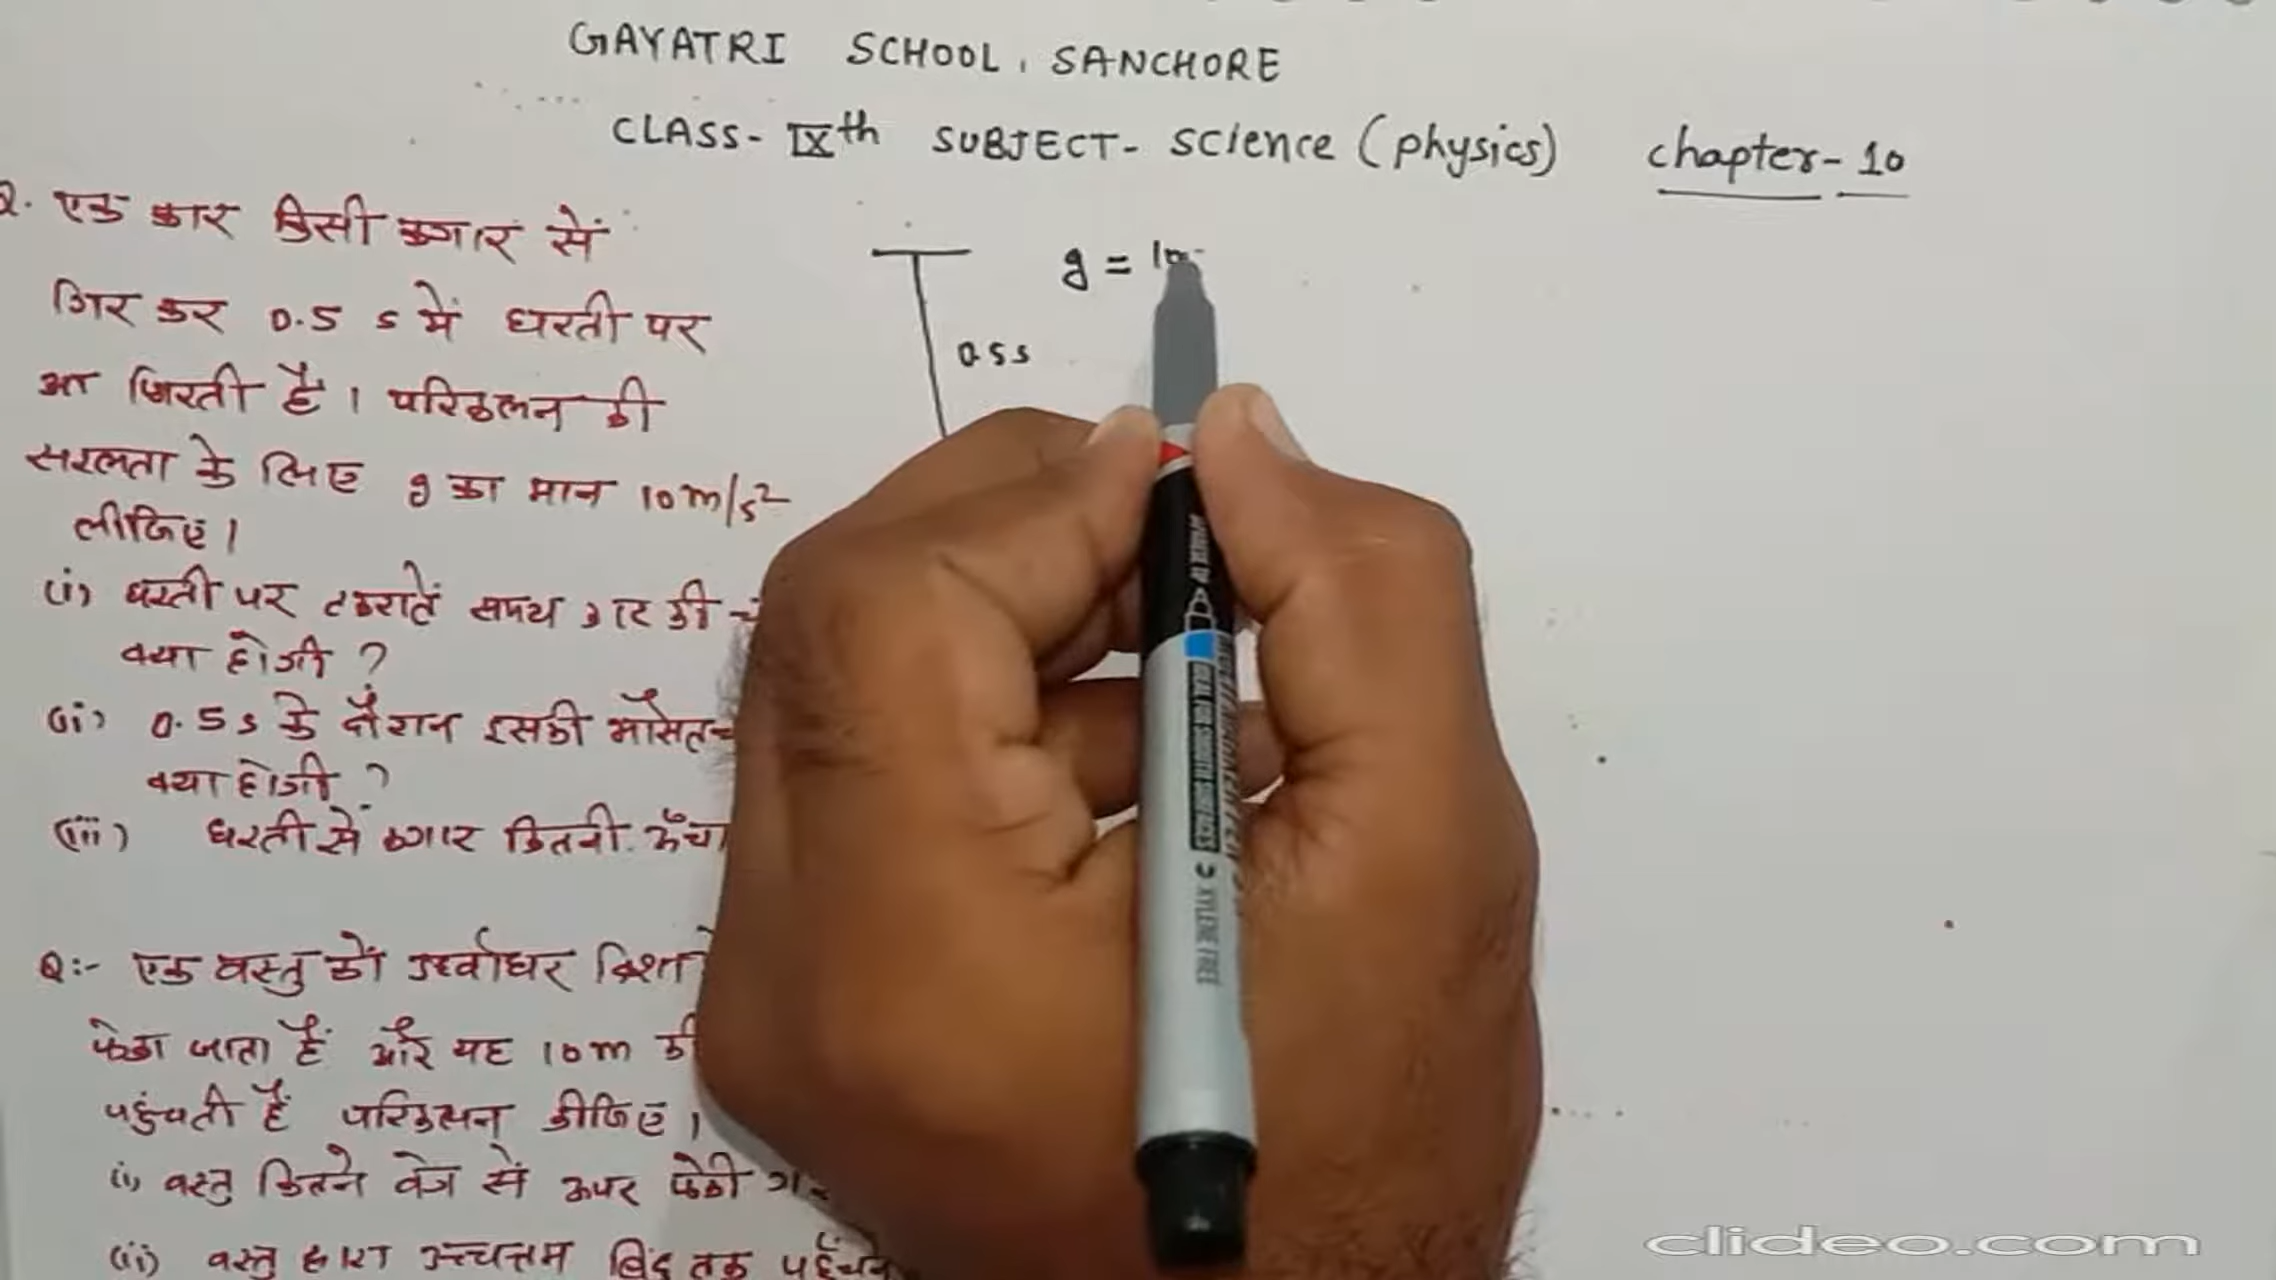 GAYATRI SCHOOL, SANCHORE
CLASS- IXth SUBJECT- Science (physics) chapter-10
Q. एक कार किसी कगार सें
गिर कर 0.5 s में धरती पर
आ गिरती है । परिकलन की
सरलता के लिए g का मान 10 m/s²
लीजिए।
(i) धरती पर टकरातें समय कार की
क्या होगी ?
(ii) 0.5 s के दौरान इसकी औसत
क्या होगी ?
(iii) धरती सें कगार कितनी ऊँचा
g = 10
0.5 s
Q:- एक वस्तु कों उर्ध्वाधर
फेका जाता हैं और यह 10 m की
पहुंचती हैं परिकलन कीजिए ।
(i) वस्तु कितने वेग सें ऊपर फेकी
(ii) वस्तु द्वारा उच्चतम बिंदु तक
clideo.com